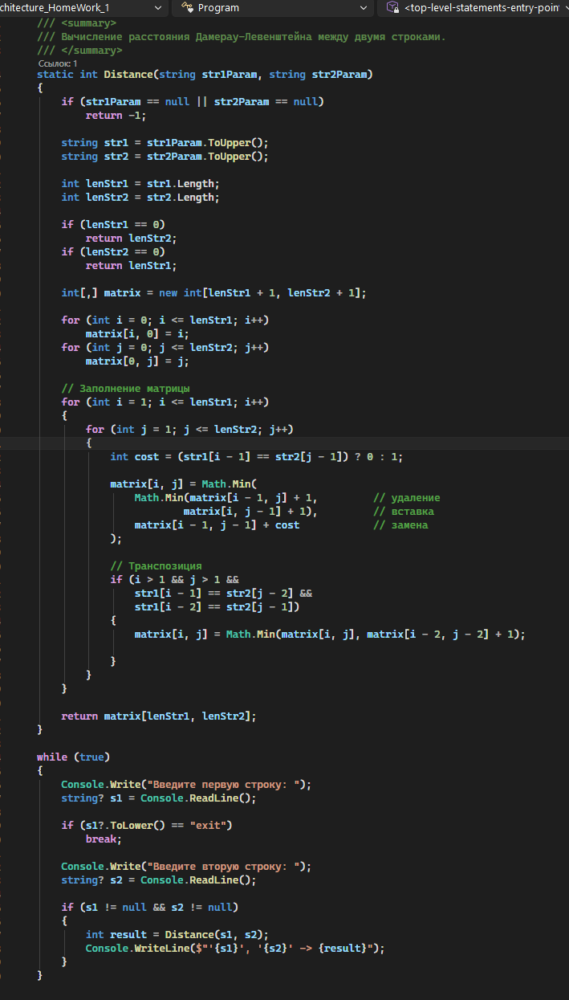 chitecture_HomeWork_1 Program <top-level-statements-entry-point
/// <summary>
/// Вычисление расстояния Дамерау-Левенштейна между двумя строками.
/// </summary>
Ссылок: 1
static int Distance(string str1Param, string str2Param)
{
    if (str1Param == null || str2Param == null)
        return -1;

    string str1 = str1Param.ToUpper();
    string str2 = str2Param.ToUpper();

    int lenStr1 = str1.Length;
    int lenStr2 = str2.Length;

    if (lenStr1 == 0)
        return lenStr2;
    if (lenStr2 == 0)
        return lenStr1;

    int[,] matrix = new int[lenStr1 + 1, lenStr2 + 1];

    for (int i = 0; i <= lenStr1; i++)
        matrix[i, 0] = i;
    for (int j = 0; j <= lenStr2; j++)
        matrix[0, j] = j;

    // Заполнение матрицы
    for (int i = 1; i <= lenStr1; i++)
    {
        for (int j = 1; j <= lenStr2; j++)
        {
            int cost = (str1[i - 1] == str2[j - 1]) ? 0 : 1;

            matrix[i, j] = Math.Min(
                Math.Min(matrix[i - 1, j] + 1,         // удаление
                        matrix[i, j - 1] + 1),         // вставка
                matrix[i - 1, j - 1] + cost            // замена
            );

            // Транспозиция
            if (i > 1 && j > 1 &&
                str1[i - 1] == str2[j - 2] &&
                str1[i - 2] == str2[j - 1])
            {
                matrix[i, j] = Math.Min(matrix[i, j], matrix[i - 2, j - 2] + 1);

            }
        }
    }

    return matrix[lenStr1, lenStr2];
}

while (true)
{
    Console.Write("Введите первую строку: ");
    string? s1 = Console.ReadLine();

    if (s1?.ToLower() == "exit")
        break;

    Console.Write("Введите вторую строку: ");
    string? s2 = Console.ReadLine();

    if (s1 != null && s2 != null)
    {
        int result = Distance(s1, s2);
        Console.WriteLine($"'{s1}', '{s2}' -> {result}");
    }
}